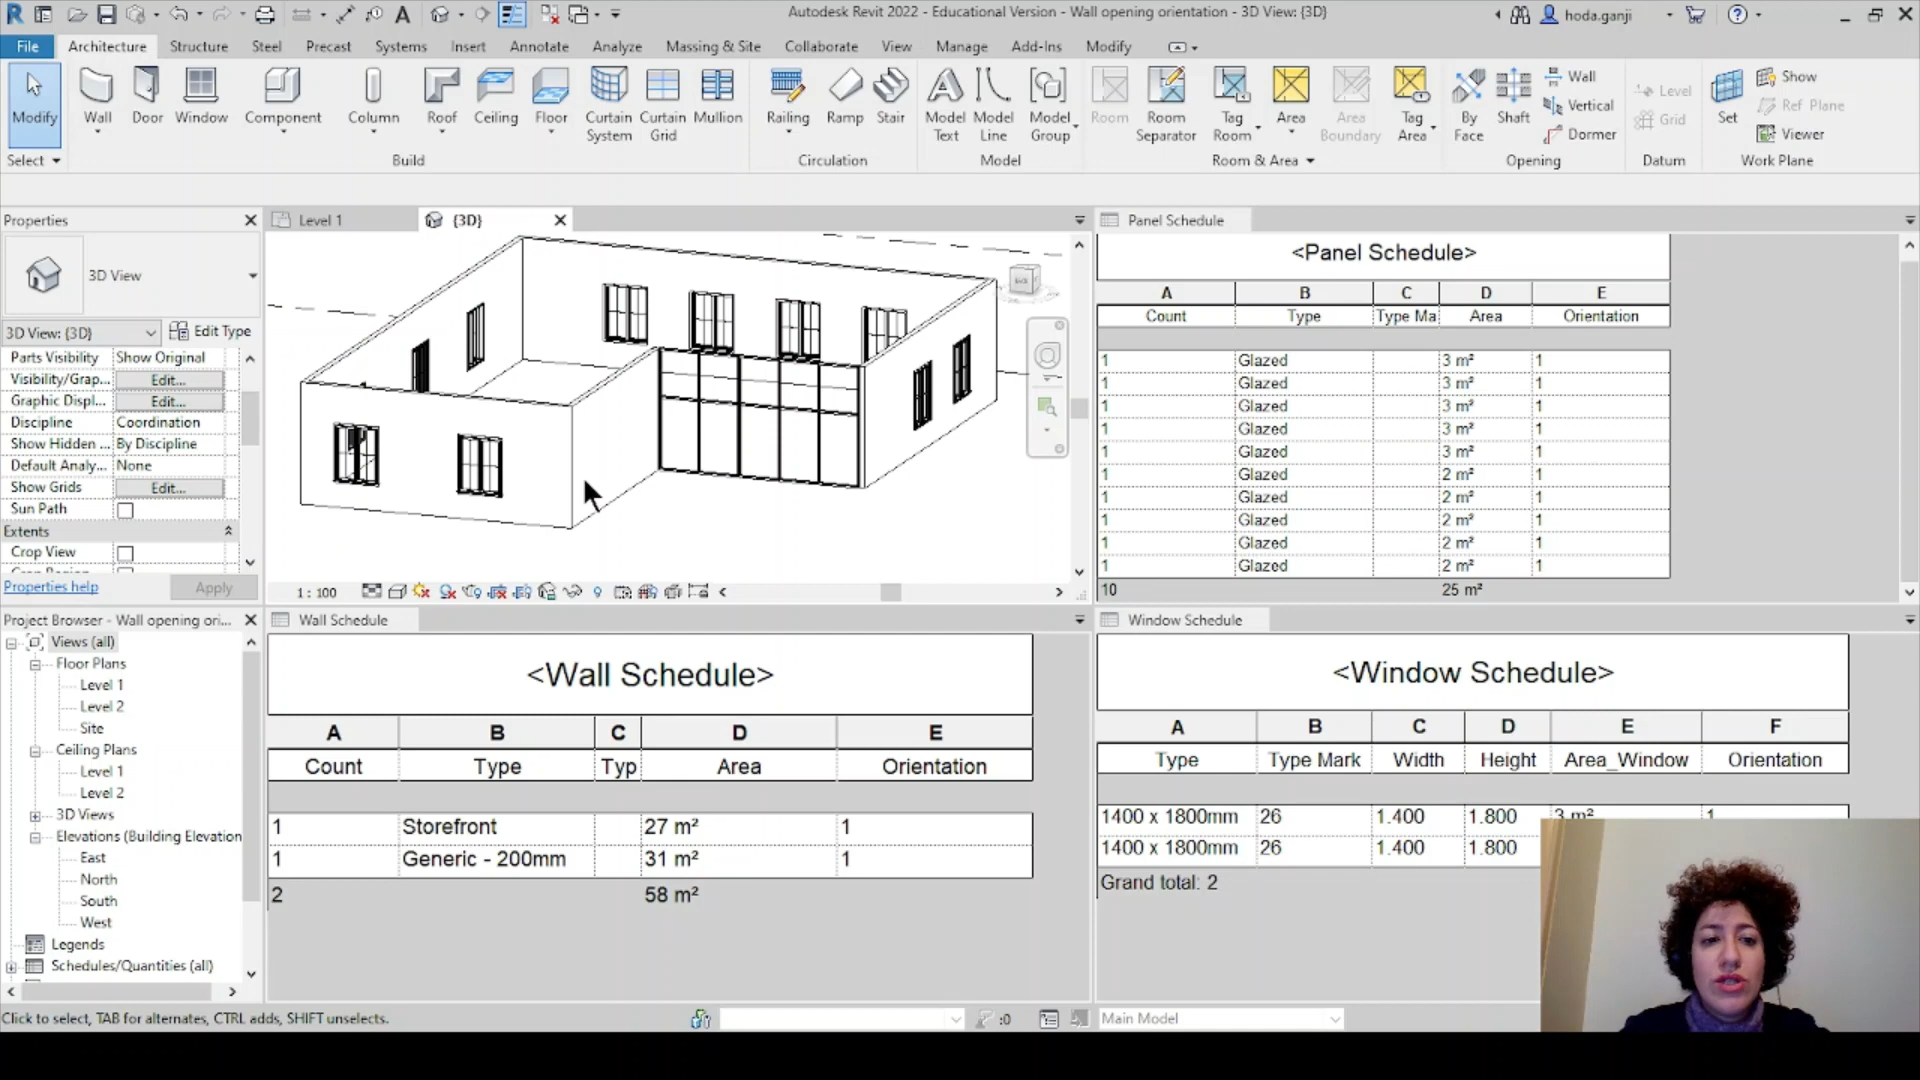 Autodesk Revit 2022 - Educational Version - Wall opening orientation - 3D View: {3D}
hoda.ganji
File Architecture Structure Steel Precast Systems Insert Annotate Analyze Massing & Site Collaborate View Manage Add-Ins Modify
Modify
Wall
Door
Window
Component
Column
Roof
Ceiling
Floor
Curtain System
Curtain Grid
Mullion
Railing
Ramp
Stair
Model Text
Model Line
Model Group
Room
Room Separator
Tag Room
Area
Area Boundary
Tag Area
By Face
Shaft
Wall
Vertical
Dormer
Level
Grid
Set
Show
Ref Plane
Viewer
Select
Build
Circulation
Model
Room & Area
Opening
Datum
Work Plane
Properties
3D View
3D View: {3D}
Edit Type
Parts Visibility Show Original
Visibility/Grap... Edit...
Graphic Displ... Edit...
Discipline Coordination
Show Hidden ... By Discipline
Default Analy... None
Show Grids Edit...
Sun Path
Extents
Crop View
Properties help
Apply
Level 1
{3D}
1 : 100
Panel Schedule
<Panel Schedule>
A B C D E
Count Type Type Ma Area Orientation
1 Glazed 3 m² 1
1 Glazed 3 m² 1
1 Glazed 3 m² 1
1 Glazed 3 m² 1
1 Glazed 3 m² 1
1 Glazed 2 m² 1
1 Glazed 2 m² 1
1 Glazed 2 m² 1
1 Glazed 2 m² 1
1 Glazed 2 m² 1
10 25 m²
Project Browser - Wall opening ori...
Views (all)
Floor Plans
Level 1
Level 2
Site
Ceiling Plans
Level 1
Level 2
3D Views
Elevations (Building Elevation
East
North
South
West
Legends
Schedules/Quantities (all)
Wall Schedule
<Wall Schedule>
A B C D E
Count Type Typ Area Orientation
1 Storefront 27 m² 1
1 Generic - 200mm 31 m² 1
2 58 m²
Window Schedule
<Window Schedule>
A B C D E F
Type Type Mark Width Height Area_Window Orientation
1400 x 1800mm 26 1.400 1.800 3 m² 1
1400 x 1800mm 26 1.400 1.800
Grand total: 2
Click to select, TAB for alternates, CTRL adds, SHIFT unselects.
:0
Main Model